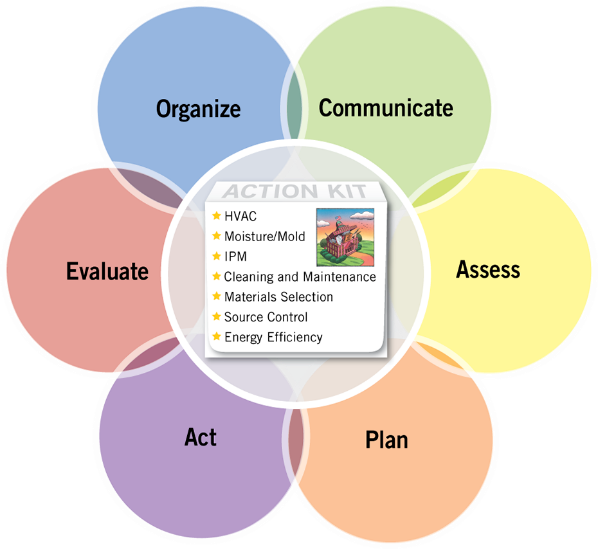 Organize
Communicate
ACTION KIT
HVAC
Moisture/Mold
IPM
Cleaning and Maintenance
Materials Selection
Source Control
Energy Efficiency
Evaluate
Assess
Act
Plan